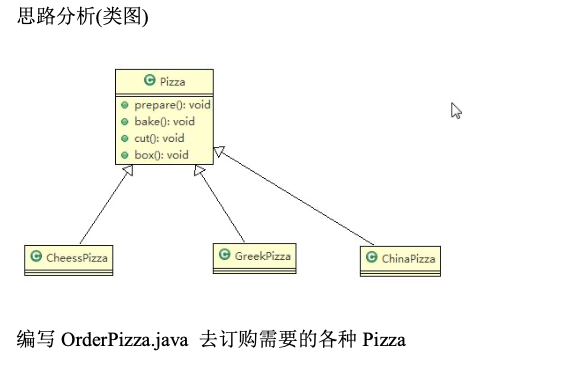 思路分析(类图)
C Pizza
prepare(): void
bake(): void
cut(): void
box(): void
C CheessPizza
C GreekPizza
C ChinaPizza
编写 OrderPizza.java 去订购需要的各种 Pizza